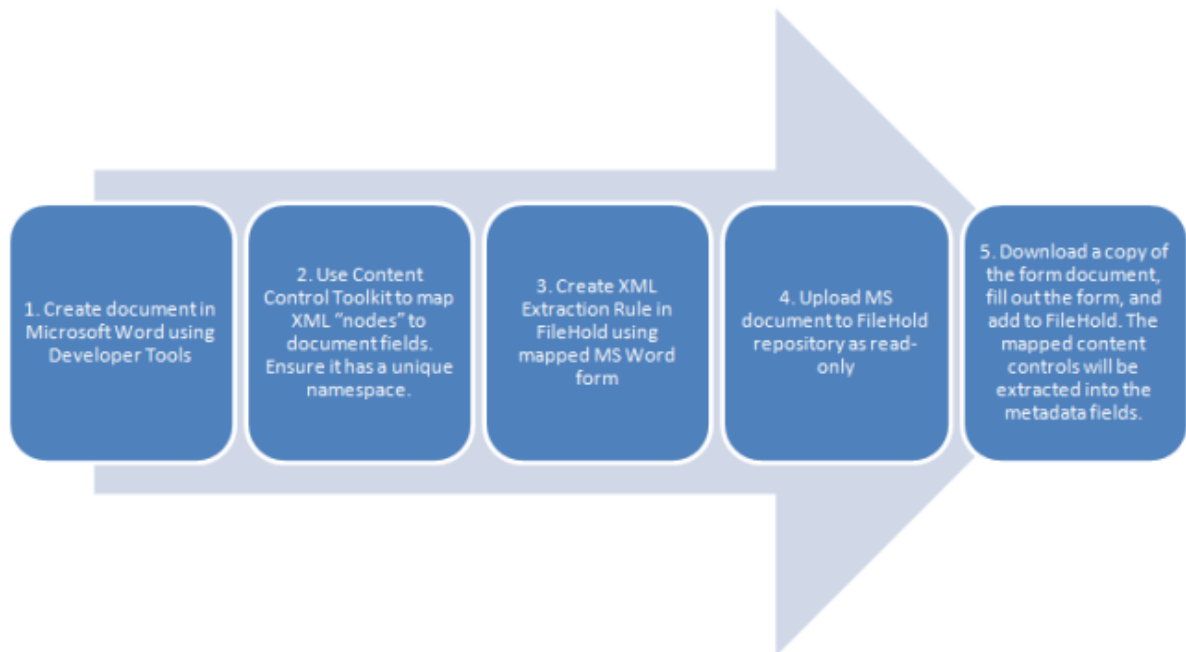 1. Create document in
Microsoft Word using
Developer Tools
2. Use Content
Control Toolkit to map
XML “nodes” to
document fields.
Ensure it has a unique
namespace.
3. Create XML
Extraction Rule in
FileHold using
mapped MS Word
form
4. Upload MS
document to FileHold
repository as read-
only
5. Download a copy of
the form document,
fill out the form, and
add to FileHold. The
mapped content
controls will be
extracted into the
metadata fields.